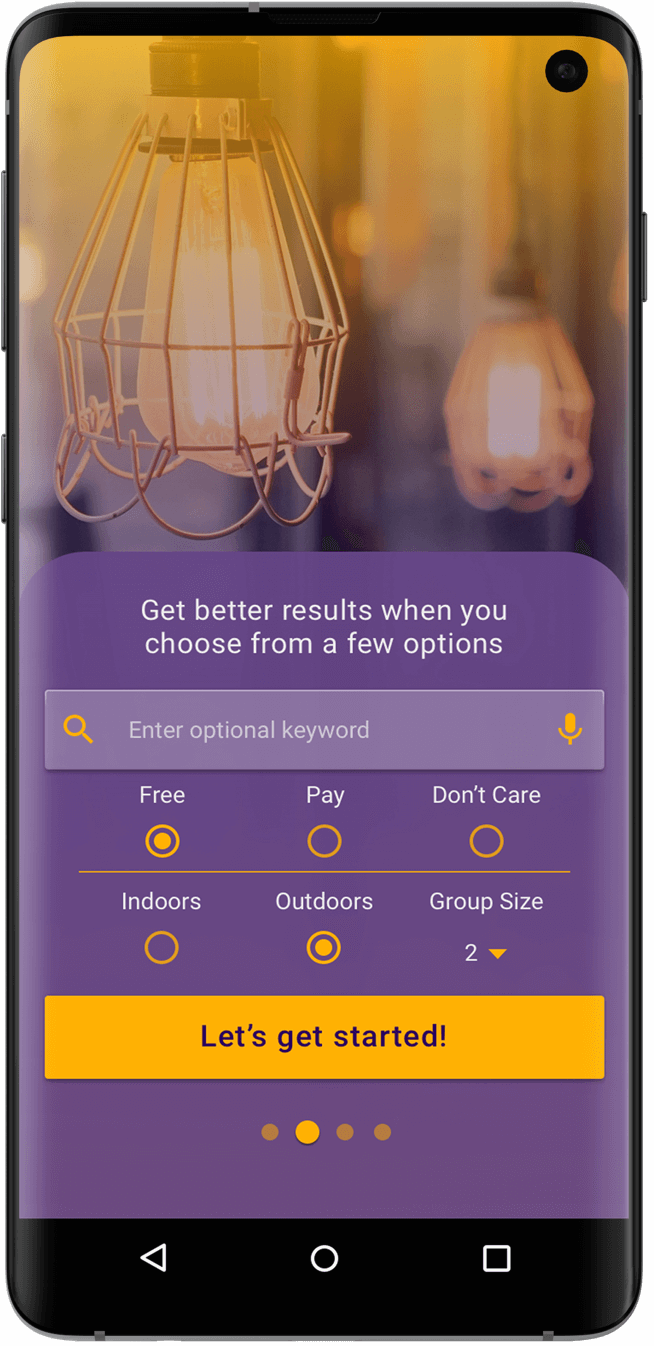 Get better results when you
choose from a few options
Enter optional keyword
Free Pay Don’t Care
Indoors Outdoors Group Size
2
Let’s get started!